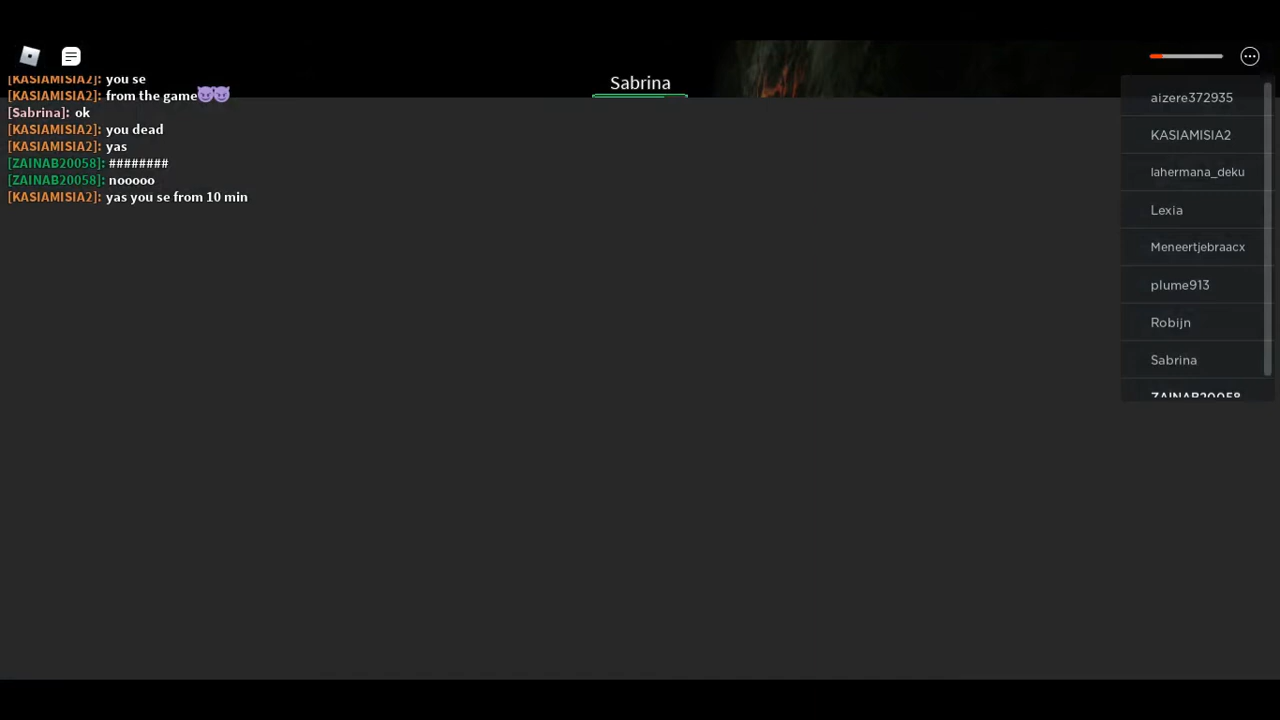 [KASIAMISIA2]: you se
[KASIAMISIA2]: from the game😈😈
[Sabrina]: ok
[KASIAMISIA2]: you dead
[KASIAMISIA2]: yas
[ZAINAB20058]: ########
[ZAINAB20058]: nooooo
[KASIAMISIA2]: yas you se from 10 min
Sabrina
aizere372935
KASIAMISIA2
lahermana_deku
Lexia
Meneertjebraacx
plume913
Robijn
Sabrina
ZAINAB20058